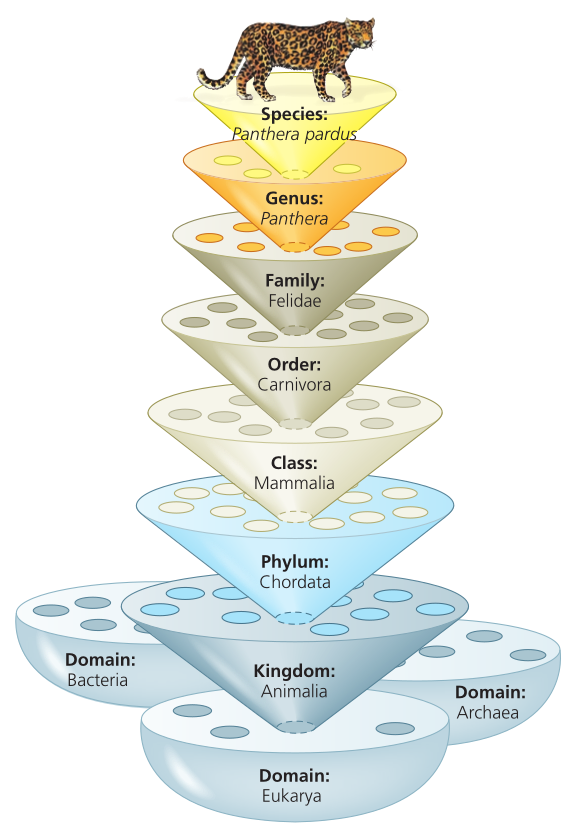 Species:
Panthera pardus
Genus:
Panthera
Family:
Felidae
Order:
Carnivora
Class:
Mammalia
Phylum:
Chordata
Domain:
Bacteria
Kingdom:
Animalia
Domain:
Archaea
Domain:
Eukarya